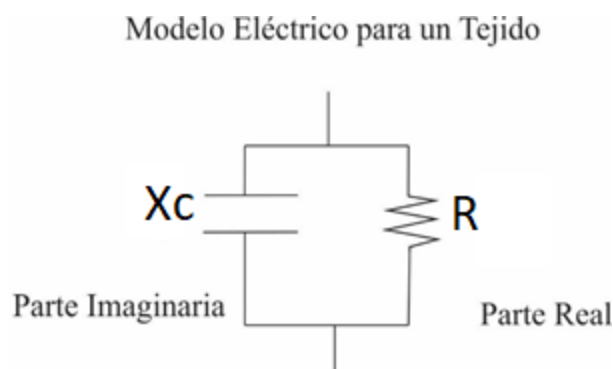 Modelo Eléctrico para un Tejido
Xc
R
Parte Imaginaria
Parte Real